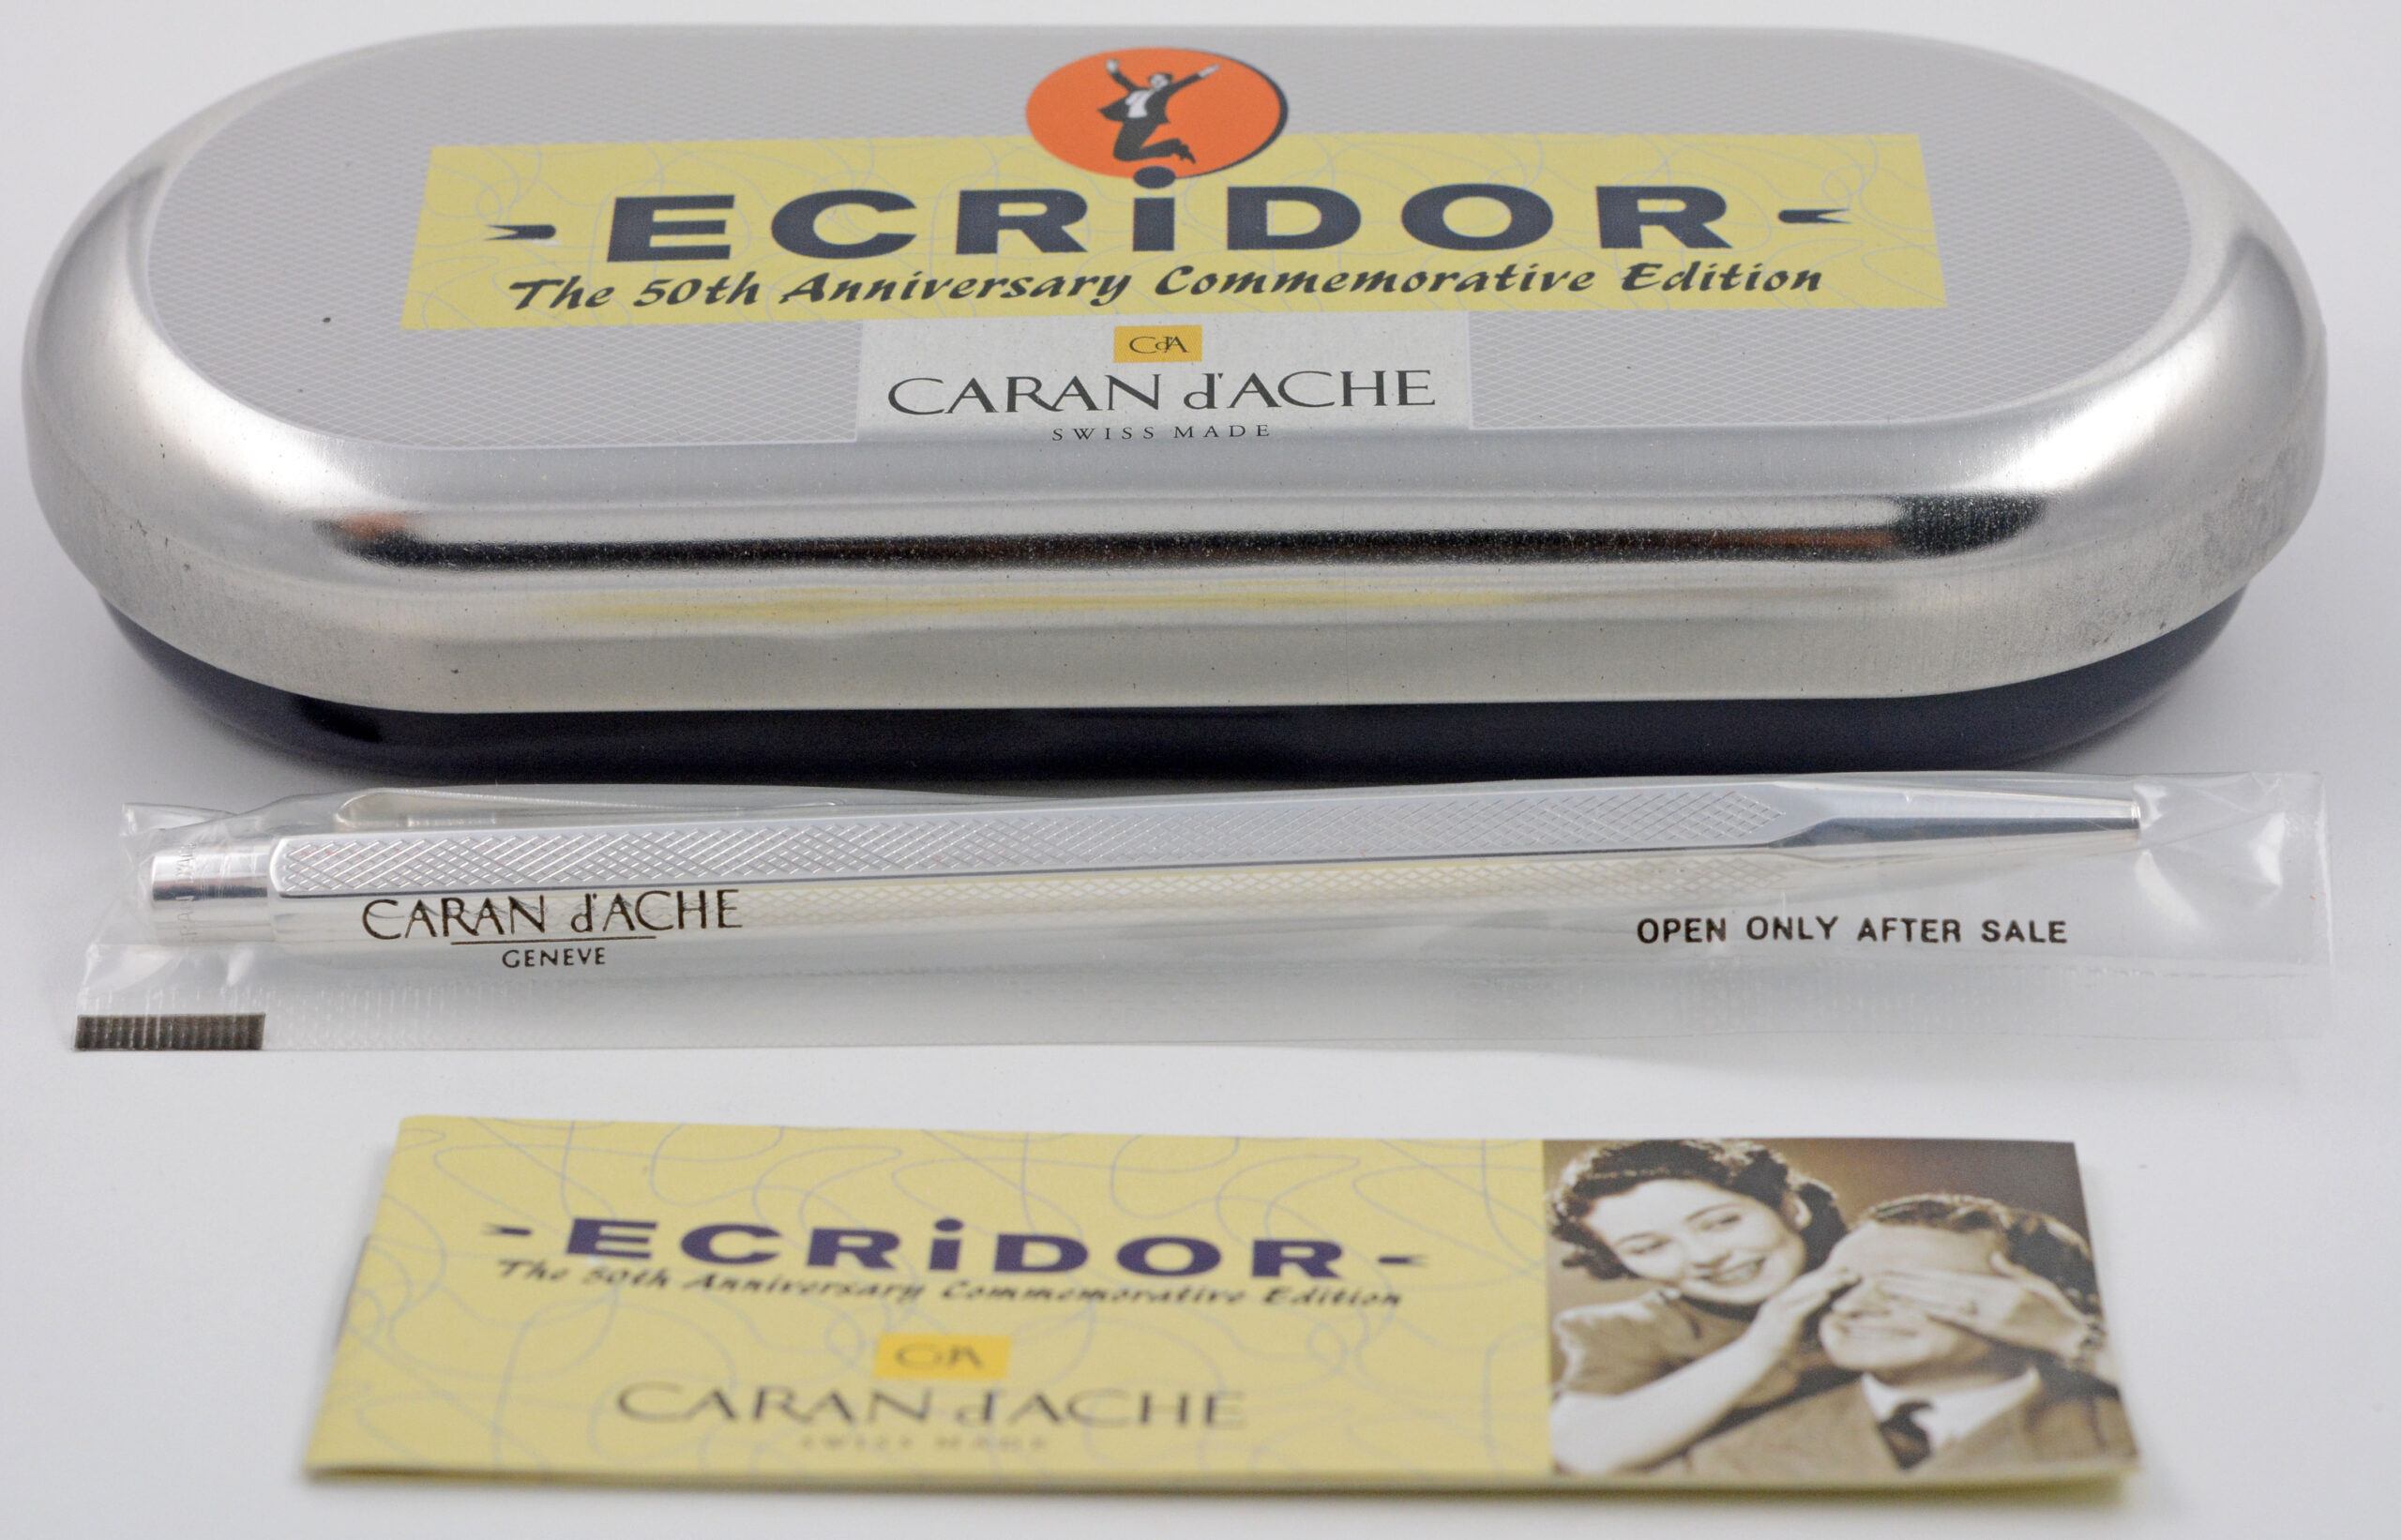 ECRiDOR
The 50th Anniversary Commemorative Edition
CdA
CARAN d'ACHE
SWISS MADE
CARAN d'ACHE
GENEVE
OPEN ONLY AFTER SALE
ECRiDOR
The 50th Anniversary Commemorative Edition
CdA
CARAN d'ACHE
SWISS MADE